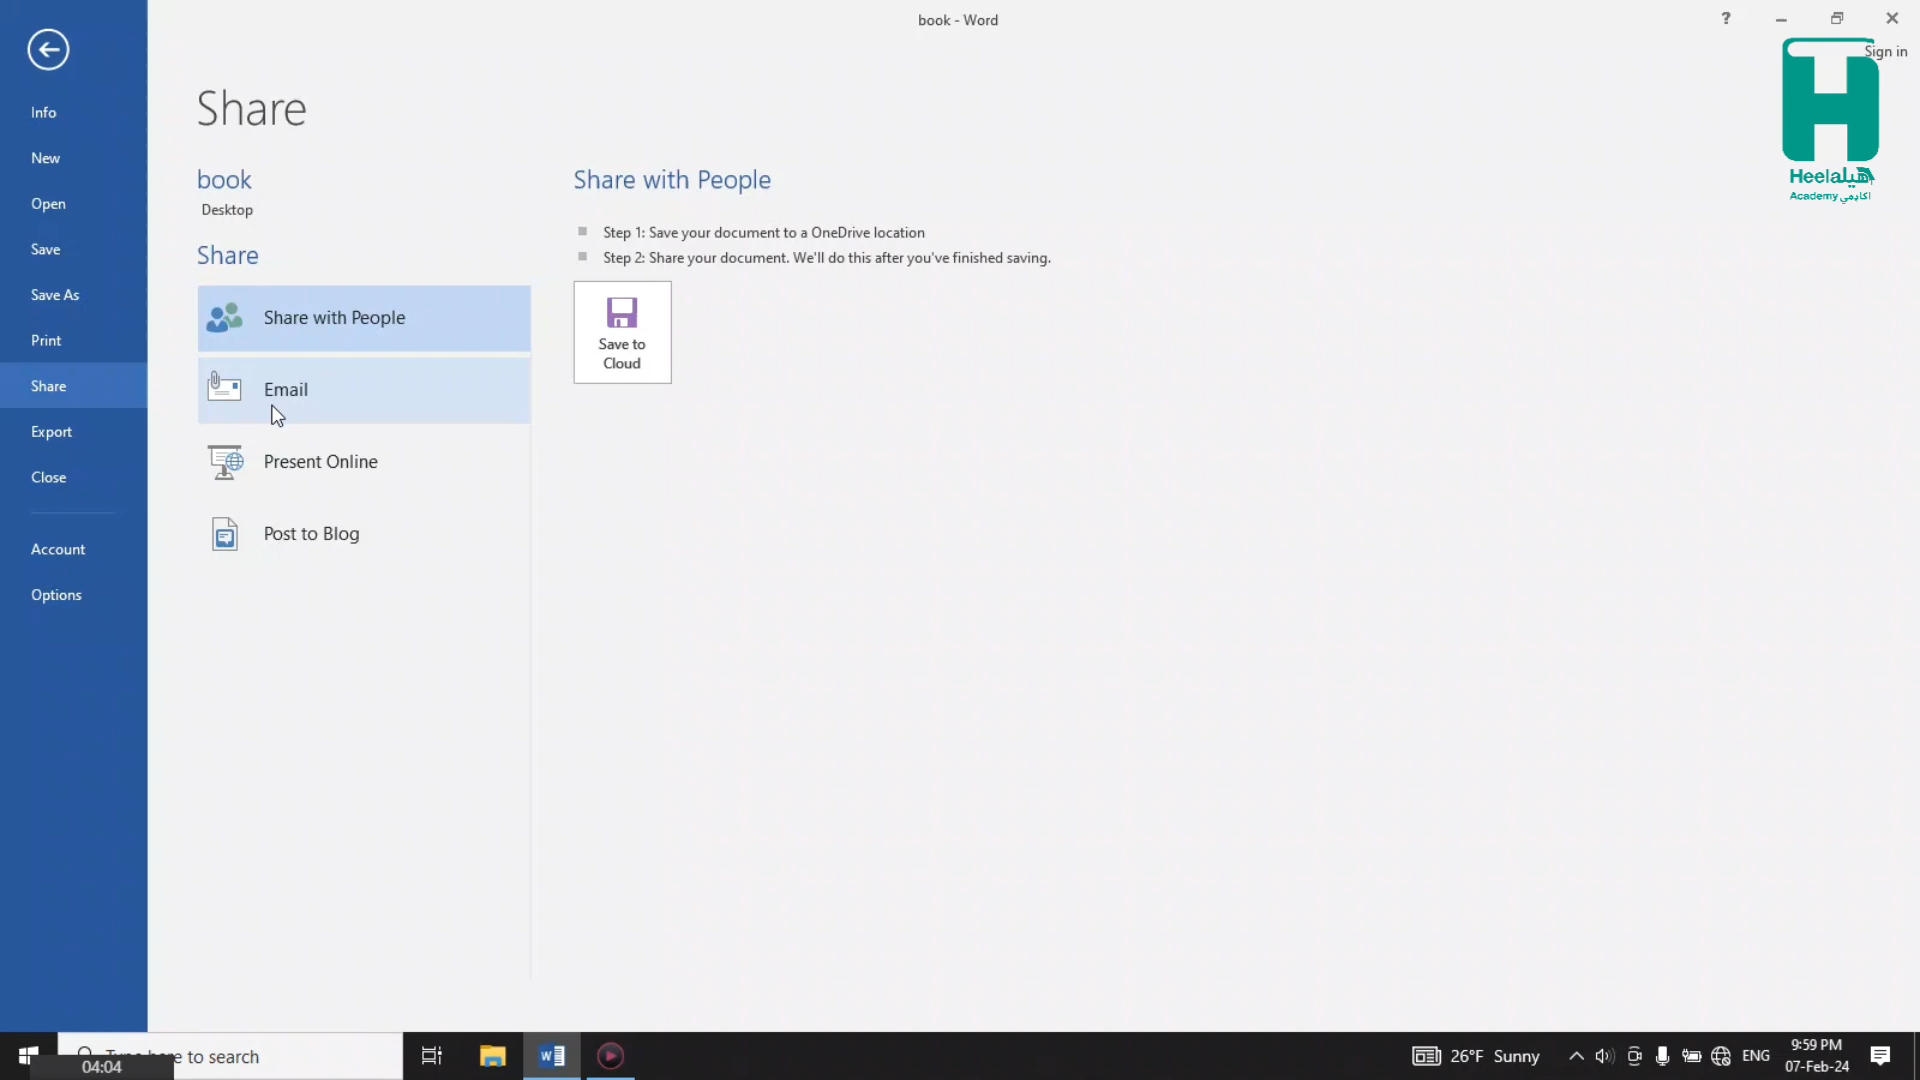 book - Word
?
Sign in
Info
New
Open
Save
Save As
Print
Share
Export
Close
Account
Options
Share
book
Desktop
Share
Share with People
Email
Present Online
Post to Blog
Share with People
Step 1: Save your document to a OneDrive location
Step 2: Share your document. We'll do this after you've finished saving.
Save to
Cloud
H
Heela هيله
Academy اکاډمي
to search
04:04
26°F Sunny
ENG
9:59 PM
07-Feb-24